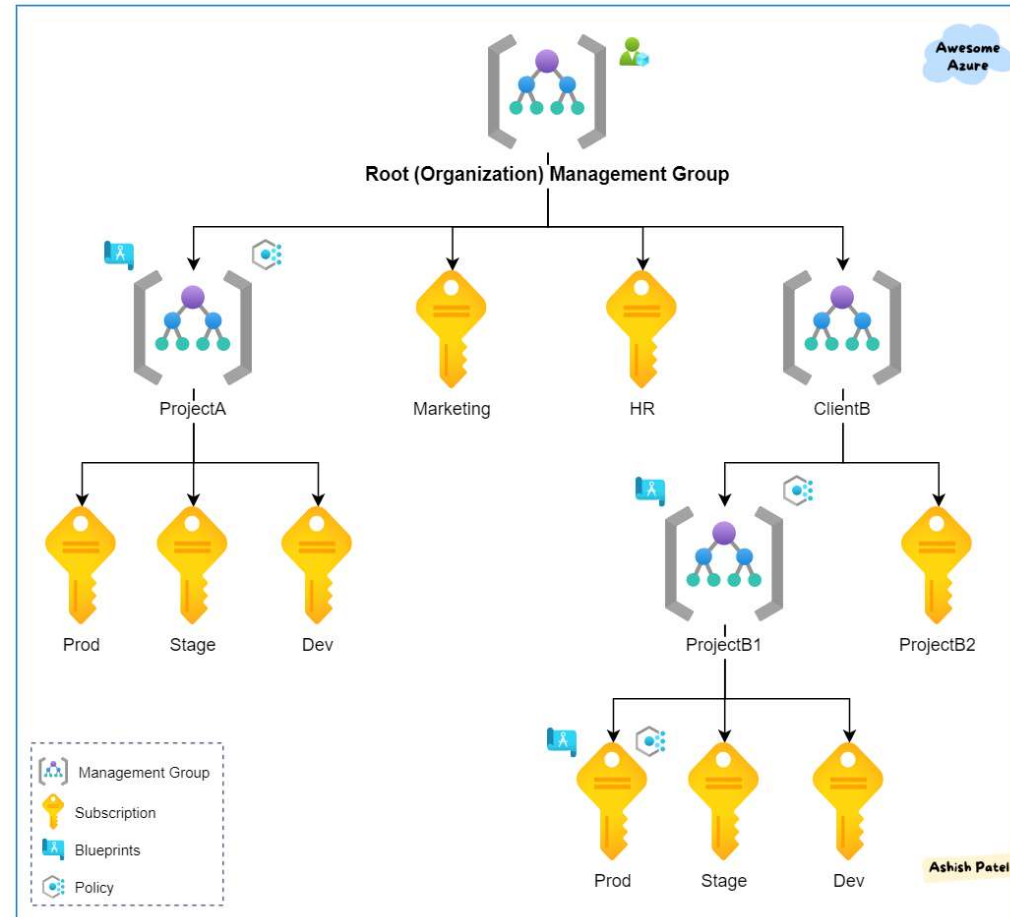 Awesome
Azure
Root (Organization) Management Group
ProjectA
Marketing
HR
ClientB
Prod
Stage
Dev
ProjectB1
ProjectB2
Management Group
Subscription
Blueprints
Policy
Prod
Stage
Dev
Ashish Patel